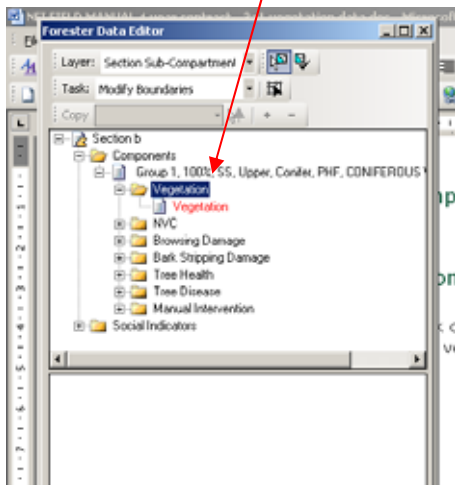 Forester Data Editor
Layer: Section Sub-Compartment
Task: Modify Boundaries
Copy
Section b
Components
Group 1, 100%, SS, Upper, Conifer, PHF, CONIFEROUS
Vegetation
Vegetation
NVC
Browsing Damage
Bark Stripping Damage
Tree Health
Tree Disease
Manual Intervention
Social Indicators